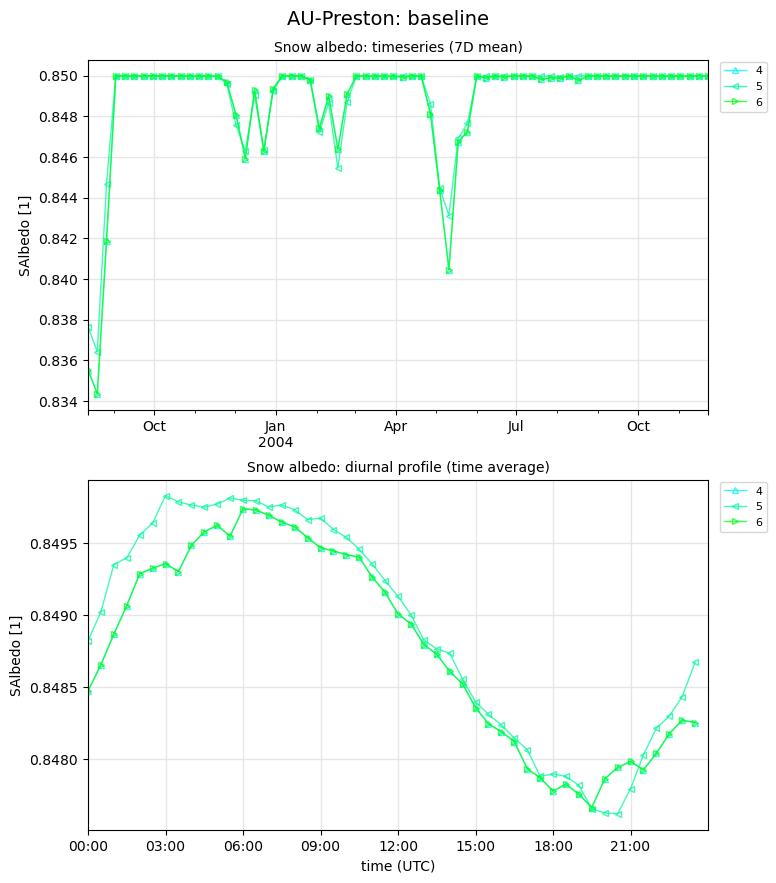 AU-Preston: baseline
Snow albedo: timeseries (7D mean)
0.850
0.848
0.846
0.844
0.842
0.840
0.838
0.836
0.834
SAlbedo [1]
Oct
Jan
2004
Apr
Jul
Oct
4
5
6
Snow albedo: diurnal profile (time average)
0.8495
0.8490
0.8485
0.8480
SAlbedo [1]
00:00
03:00
06:00
09:00
12:00
15:00
18:00
21:00
time (UTC)
4
5
6